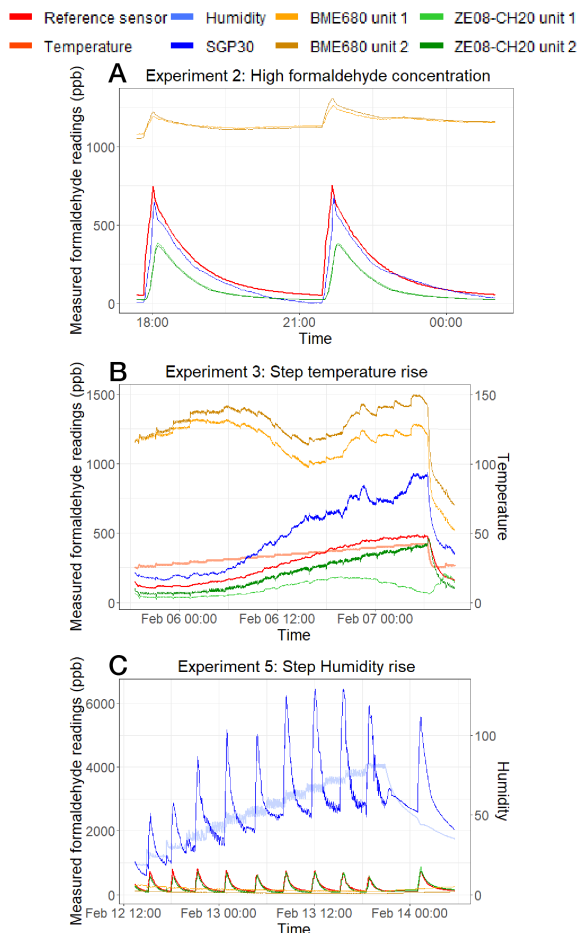 Reference sensor Humidity BME680 unit 1 ZE08-CH20 unit 1
Temperature SGP30 BME680 unit 2 ZE08-CH20 unit 2
A Experiment 2: High formaldehyde concentration
Measured formaldehyde readings (ppb)
1000
500
0
18:00 21:00 00:00
Time
B Experiment 3: Step temperature rise
Measured formaldehyde readings (ppb)
1500 150
1000 100
500 50
0 0
Temperature
Feb 06 00:00 Feb 06 12:00 Feb 07 00:00
Time
C Experiment 5: Step Humidity rise
Measured formaldehyde readings (ppb)
6000
100
4000
50
2000
0 0
Humidity
Feb 12 12:00 Feb 13 00:00 Feb 13 12:00 Feb 14 00:00
Time